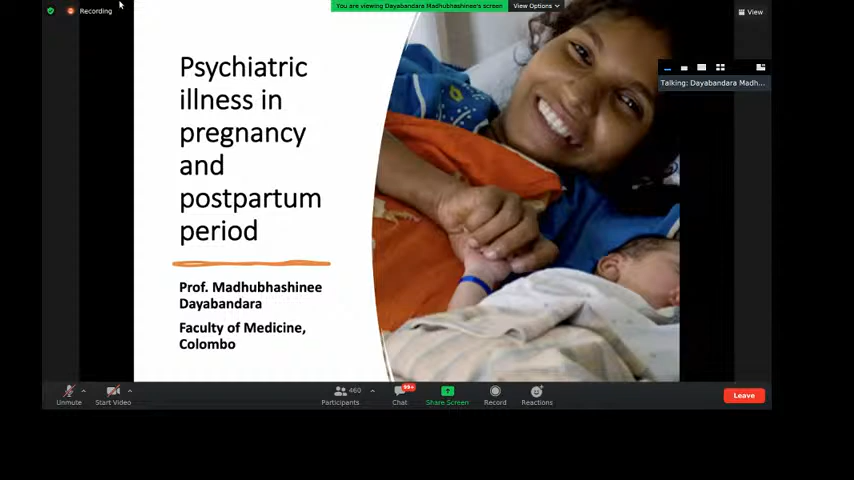 Recording
You are viewing Dayabandara Madhubhashinee's screen
View Options
View
Talking: Dayabandara Madh...
Psychiatric
illness in
pregnancy
and
postpartum
period
Prof. Madhubhashinee
Dayabandara
Faculty of Medicine,
Colombo
Unmute
Start Video
460
Participants
99+
Chat
Share Screen
Record
Reactions
Leave